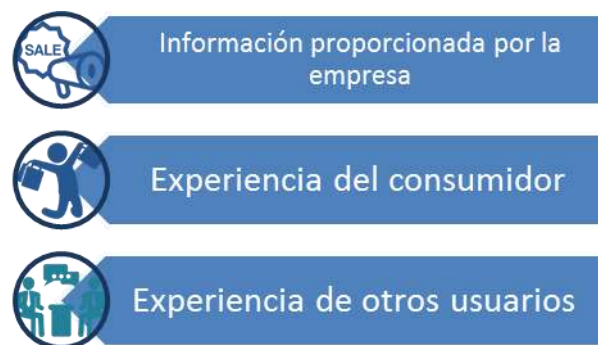 SALE
Información proporcionada por la
empresa
Experiencia del consumidor
Experiencia de otros usuarios